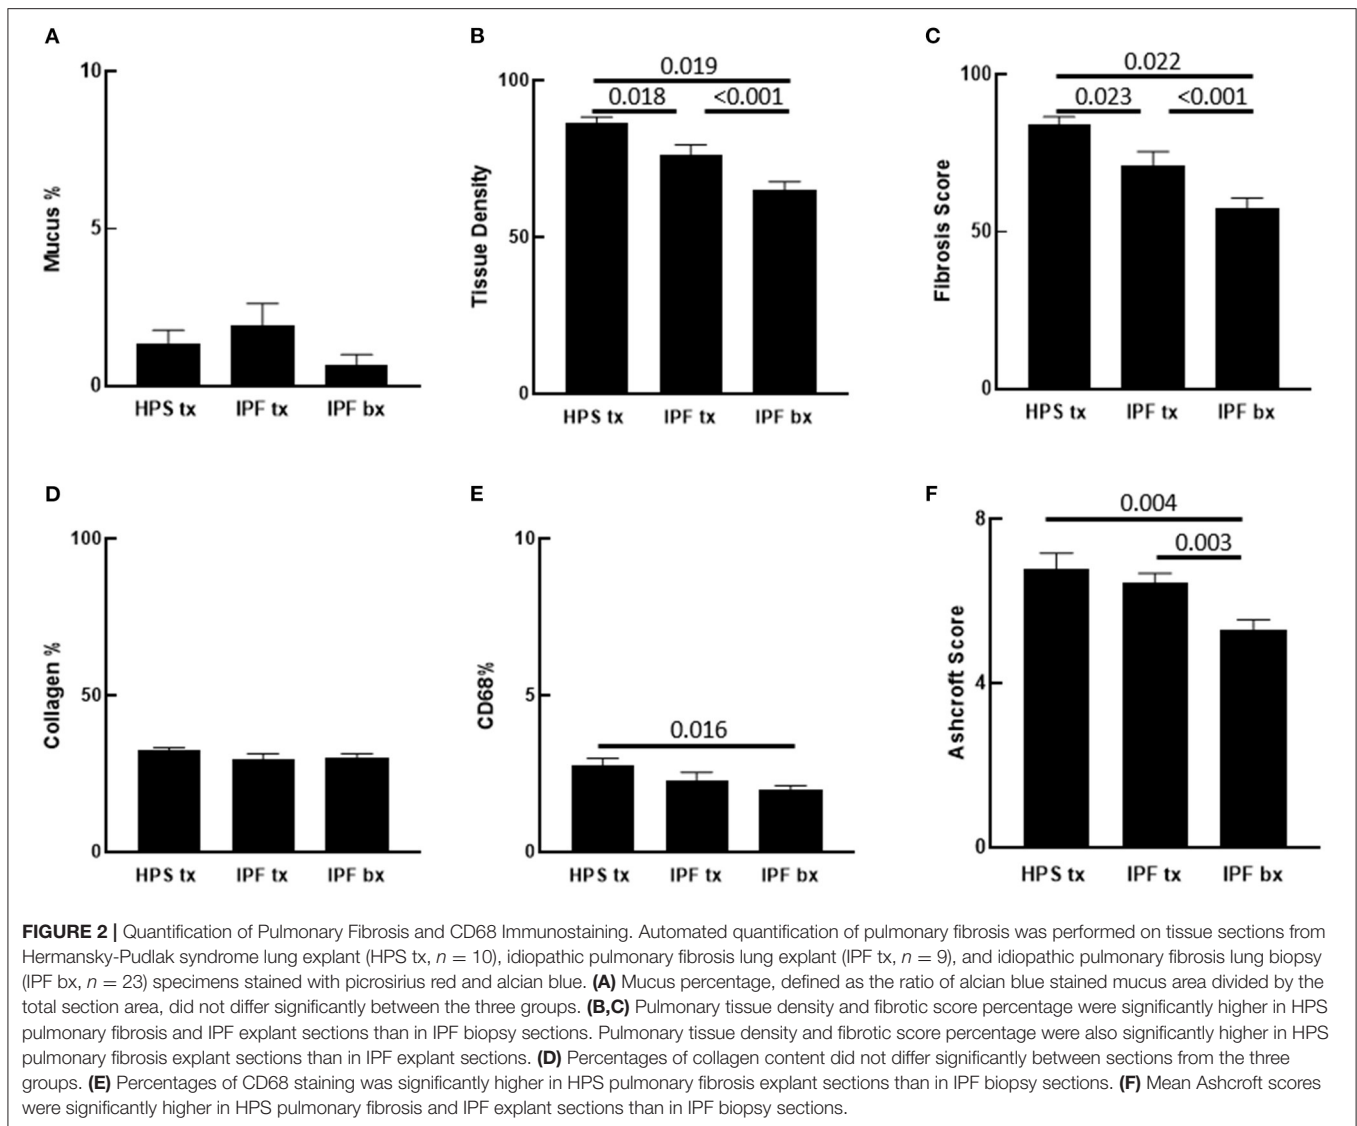 A
10
5
0
Mucus %
HPS tx IPF tx IPF bx
B
100
50
0
Tissue Density
0.019
0.018 <0.001
HPS tx IPF tx IPF bx
C
100
50
0
Fibrosis Score
0.022
0.023 <0.001
HPS tx IPF tx IPF bx
D
100
50
0
Collagen %
HPS tx IPF tx IPF bx
E
10
5
0
CD68%
0.016
HPS tx IPF tx IPF bx
F
8
4
0
Ashcroft Score
0.004
0.003
HPS tx IPF tx IPF bx
FIGURE 2 | Quantification of Pulmonary Fibrosis and CD68 Immunostaining. Automated quantification of pulmonary fibrosis was performed on tissue sections from
Hermansky-Pudlak syndrome lung explant (HPS tx, n = 10), idiopathic pulmonary fibrosis lung explant (IPF tx, n = 9), and idiopathic pulmonary fibrosis lung biopsy
(IPF bx, n = 23) specimens stained with picrosirius red and alcian blue. (A) Mucus percentage, defined as the ratio of alcian blue stained mucus area divided by the
total section area, did not differ significantly between the three groups. (B,C) Pulmonary tissue density and fibrotic score percentage were significantly higher in HPS
pulmonary fibrosis and IPF explant sections than in IPF biopsy sections. Pulmonary tissue density and fibrotic score percentage were also significantly higher in HPS
pulmonary fibrosis explant sections than in IPF explant sections. (D) Percentages of collagen content did not differ significantly between sections from the three
groups. (E) Percentages of CD68 staining was significantly higher in HPS pulmonary fibrosis explant sections than in IPF biopsy sections. (F) Mean Ashcroft scores
were significantly higher in HPS pulmonary fibrosis and IPF explant sections than in IPF biopsy sections.